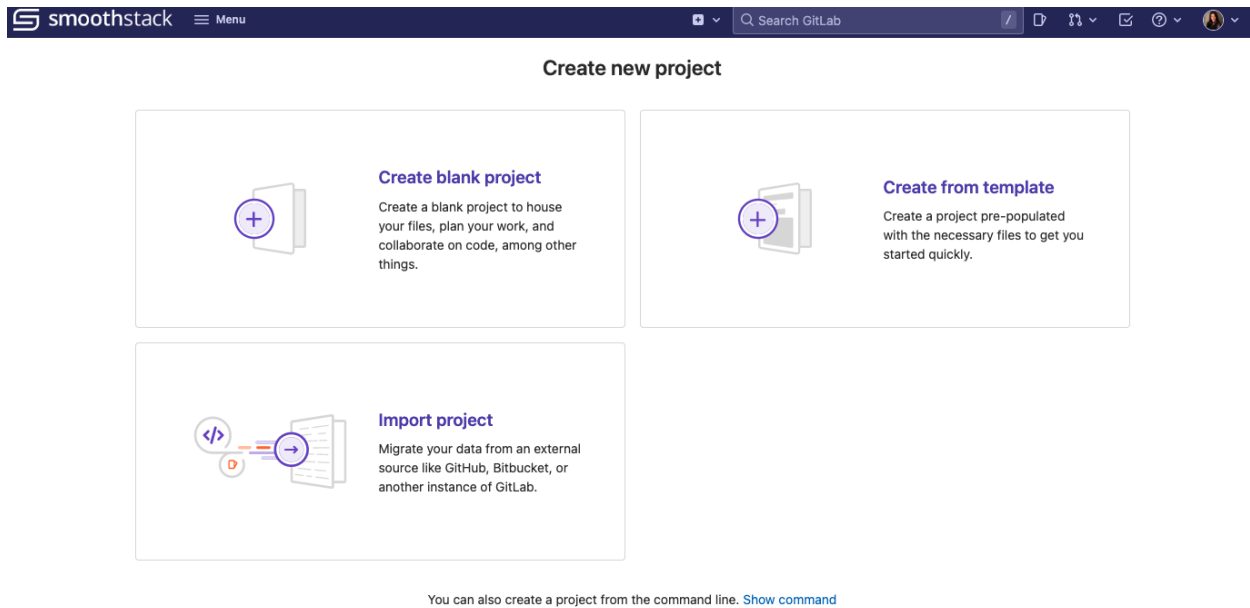 smoothstack Menu Search GitLab /
Create new project
Create blank project
Create a blank project to house
your files, plan your work, and
collaborate on code, among other
things.
Create from template
Create a project pre-populated
with the necessary files to get you
started quickly.
Import project
Migrate your data from an external
source like GitHub, Bitbucket, or
another instance of GitLab.
You can also create a project from the command line. Show command